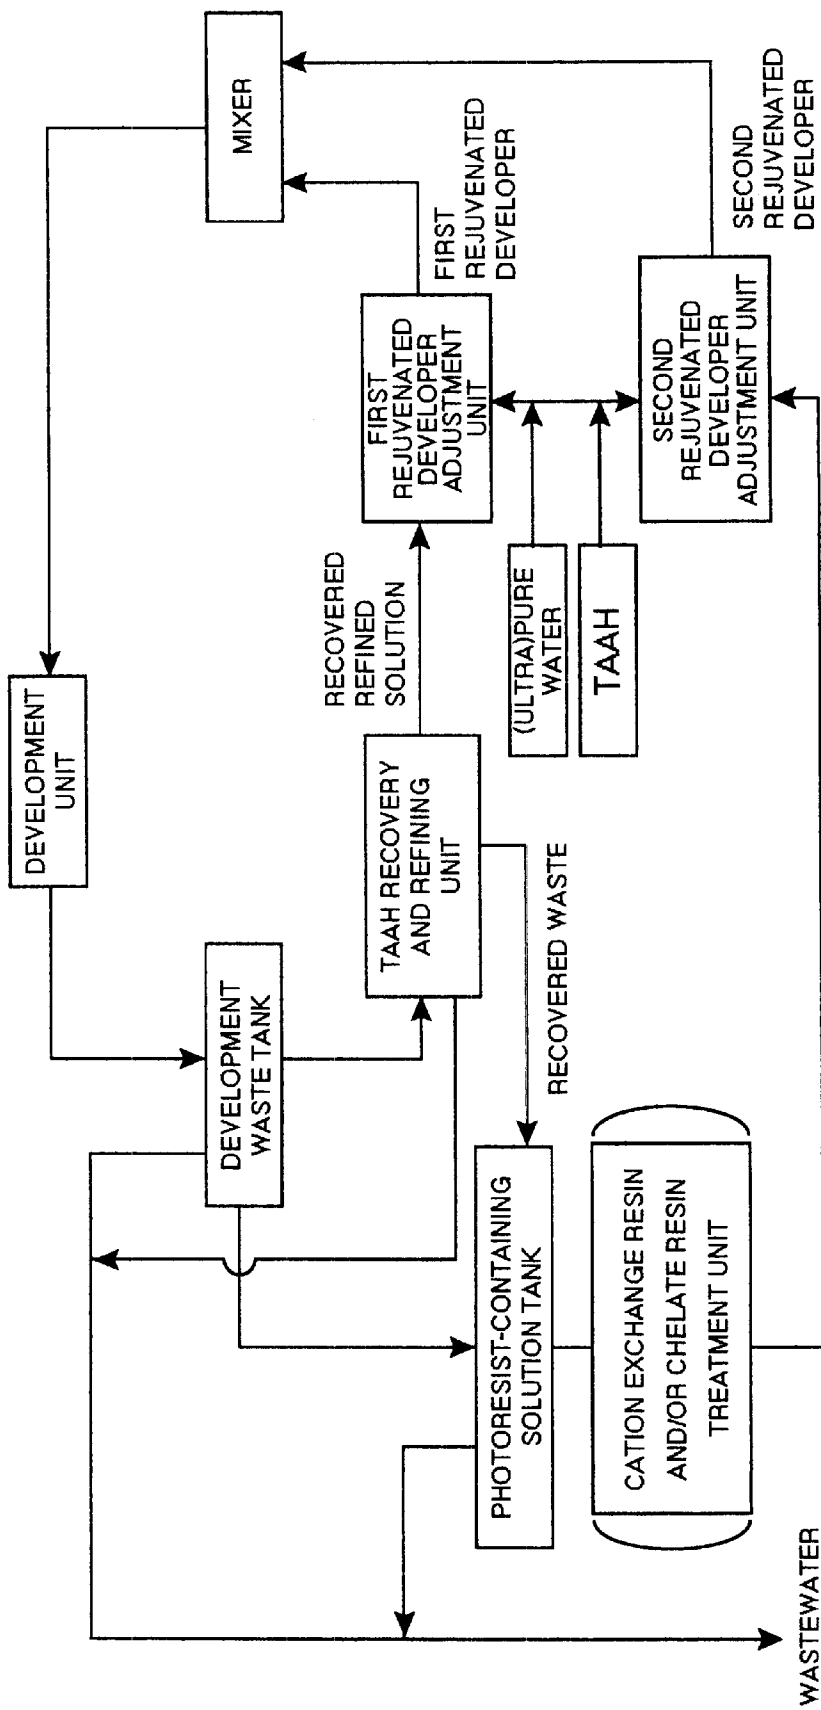 DEVELOPMENT
UNIT
MIXER
DEVELOPMENT
WASTE TANK
TAAH RECOVERY
AND REFINING
UNIT
RECOVERED
REFINED
SOLUTION
FIRST
REJUVENATED
DEVELOPER
ADJUSTMENT
UNIT
FIRST
REJUVENATED
DEVELOPER
PHOTORESIST-CONTAINING
SOLUTION TANK
RECOVERED WASTE
(ULTRA)PURE
WATER
TAAH
CATION EXCHANGE RESIN
AND/OR CHELATE RESIN
TREATMENT UNIT
SECOND
REJUVENATED
DEVELOPER
ADJUSTMENT UNIT
SECOND
REJUVENATED
DEVELOPER
WASTEWATER